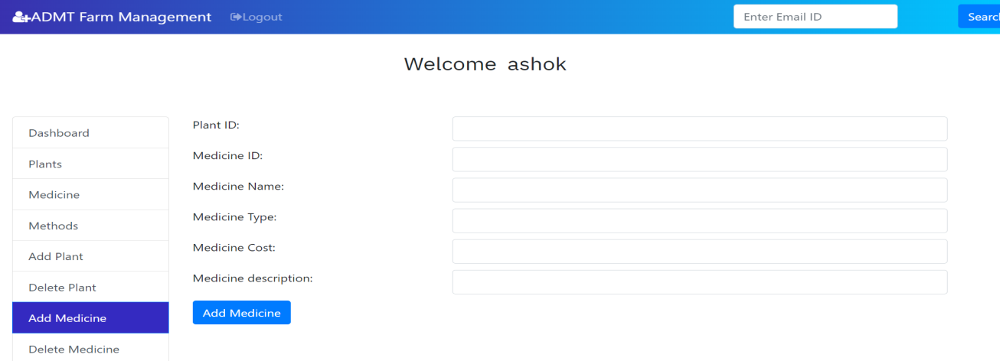 ADMT Farm Management Logout Enter Email ID Search
Welcome ashok
Dashboard
Plants
Medicine
Methods
Add Plant
Delete Plant
Add Medicine
Delete Medicine
Plant ID:
Medicine ID:
Medicine Name:
Medicine Type:
Medicine Cost:
Medicine description:
Add Medicine